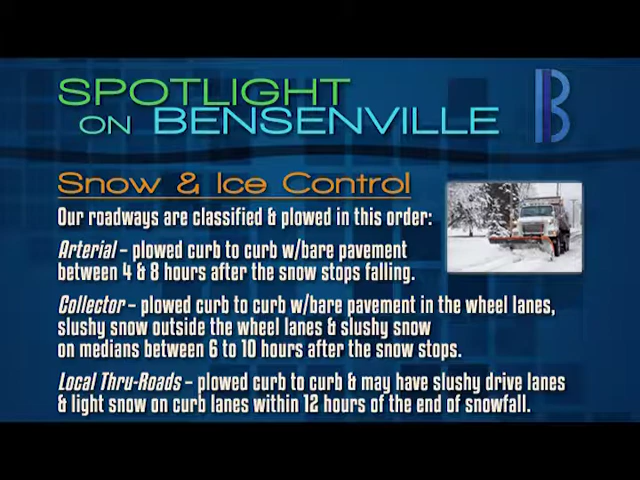 SPOTLIGHT
ON BENSENVILLE
B
Snow & Ice Control
Our roadways are classified & plowed in this order:
Arterial – plowed curb to curb w/bare pavement
between 4 & 8 hours after the snow stops falling.
Collector – plowed curb to curb w/bare pavement in the wheel lanes,
slushy snow outside the wheel lanes & slushy snow
on medians between 6 to 10 hours after the snow stops.
Local Thru-Roads – plowed curb to curb & may have slushy drive lanes
& light snow on curb lanes within 12 hours of the end of snowfall.